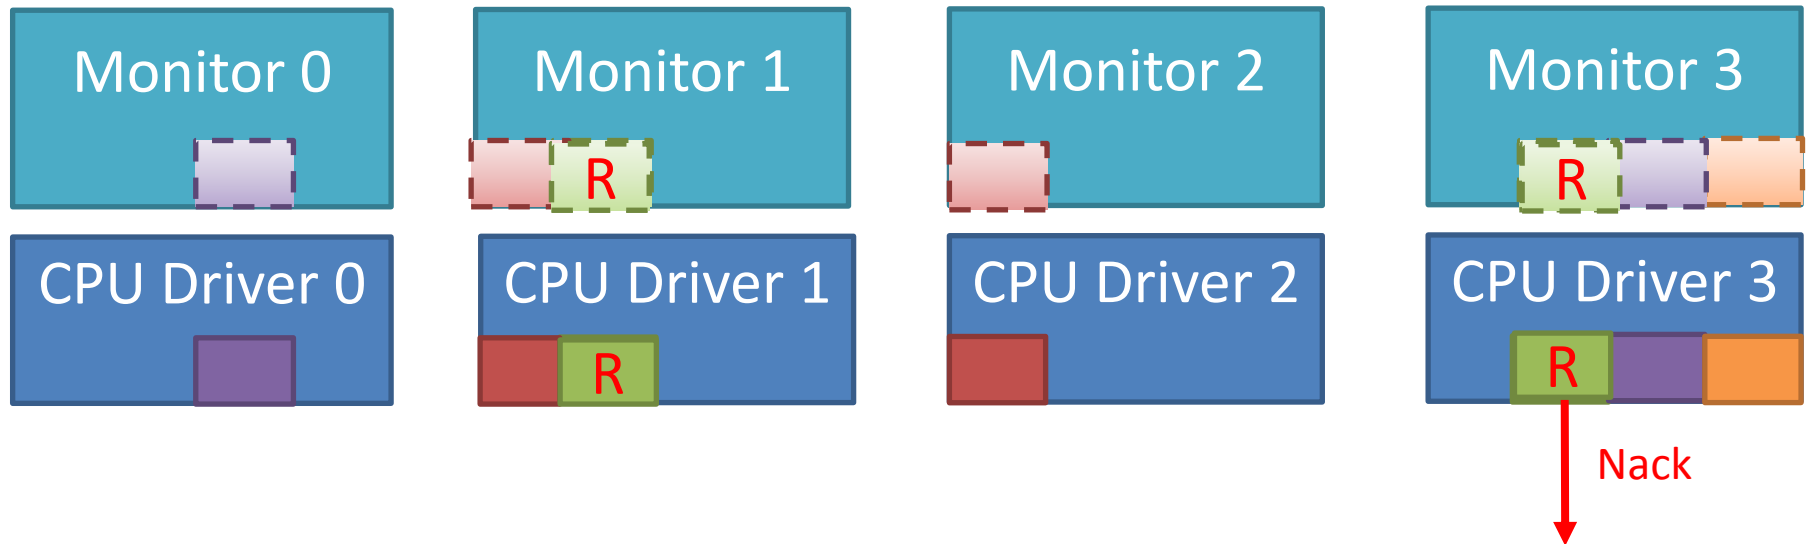 Monitor 0
Monitor 1
Monitor 2
Monitor 3
R
R
CPU Driver 0
CPU Driver 1
CPU Driver 2
CPU Driver 3
R
R
Nack